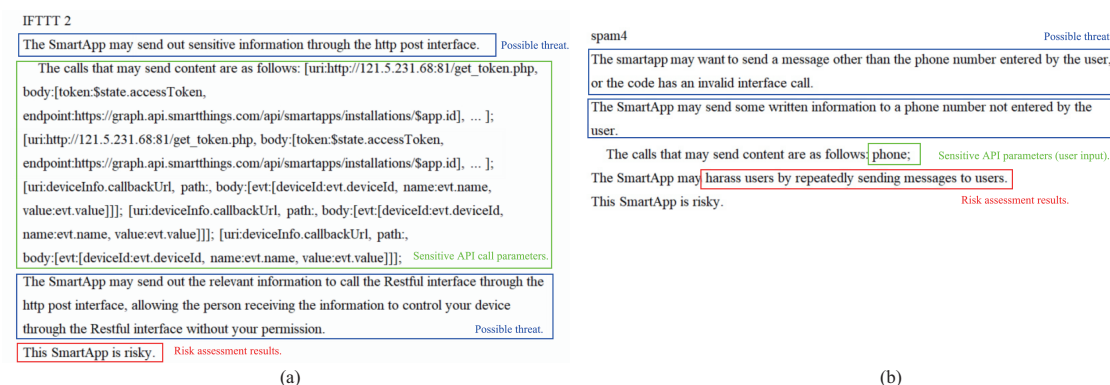 IFTTT 2
The SmartApp may send out sensitive information through the http post interface. Possible threat.
The calls that may send content are as follows: [uri:http://121.5.231.68:81/get_token.php,
body:[token:$state.accessToken,
endpoint:https://graph.api.smartthings.com/api/smartapps/installations/$app.id], ... ];
[uri:http://121.5.231.68:81/get_token.php, body:[token:$state.accessToken,
endpoint:https://graph.api.smartthings.com/api/smartapps/installations/$app.id], ... ];
[uri:deviceInfo.callbackUrl, path:, body:[evt:[deviceId:evt.deviceId, name:evt.name,
value:evt.value]]]; [uri:deviceInfo.callbackUrl, path:, body:[evt:[deviceId:evt.deviceId,
name:evt.name, value:evt.value]]]; [uri:deviceInfo.callbackUrl, path:,
body:[evt:[deviceId:evt.deviceId, name:evt.name, value:evt.value]]]; Sensitive API call parameters.
The SmartApp may send out the relevant information to call the Restful interface through the
http post interface, allowing the person receiving the information to control your device
through the Restful interface without your permission. Possible threat.
This SmartApp is risky. Risk assessment results.
(a)
spam4 Possible threat
The smartapp may want to send a message other than the phone number entered by the user,
or the code has an invalid interface call.
The SmartApp may send some written information to a phone number not entered by the
user.
The calls that may send content are as follows: phone; Sensitive API parameters (user input).
The SmartApp may harass users by repeatedly sending messages to users.
This SmartApp is risky. Risk assessment results.
(b)